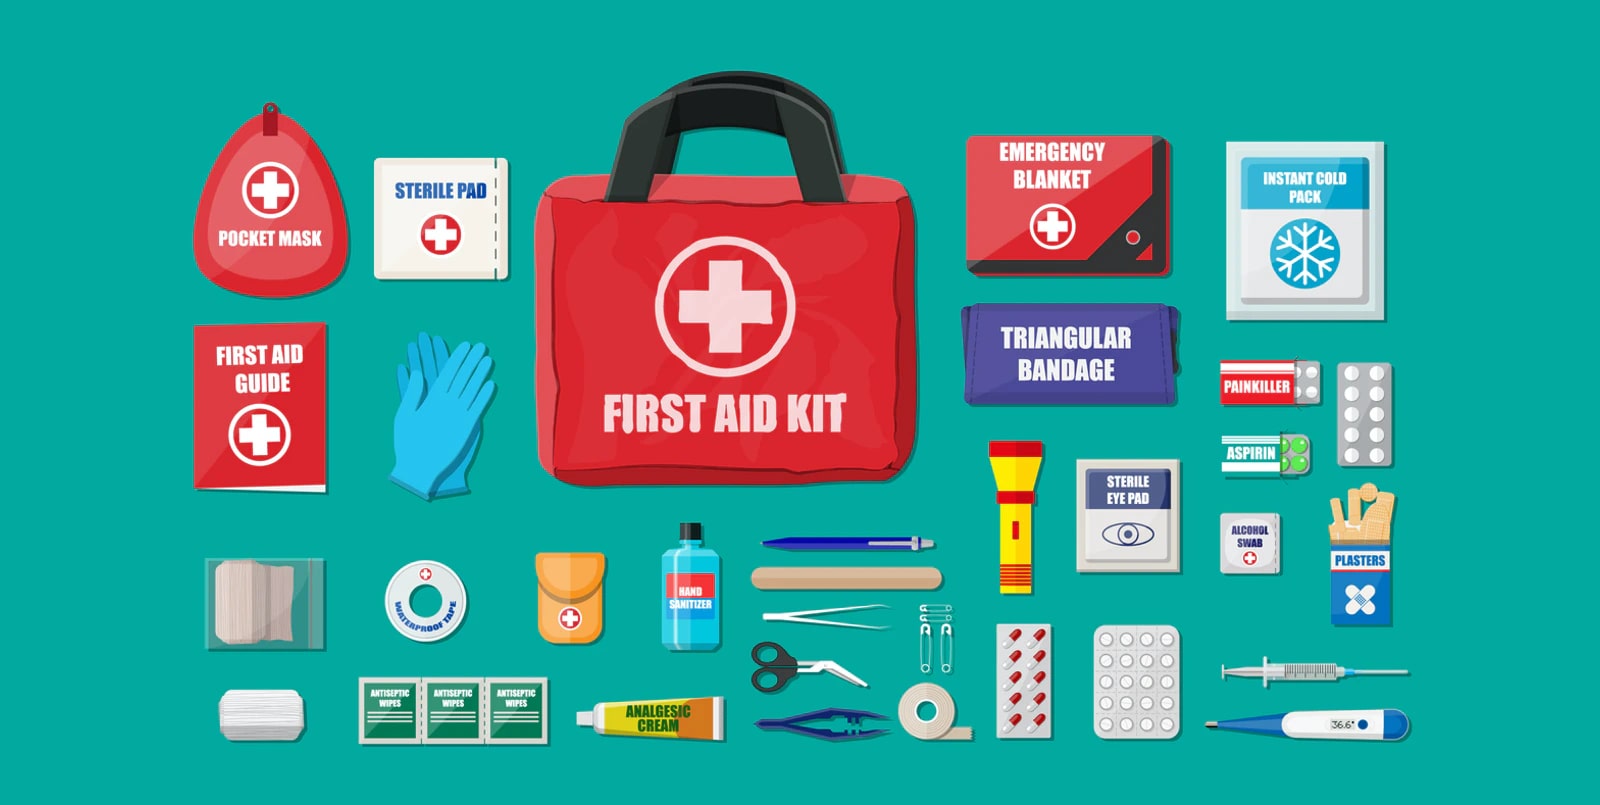 POCKET MASK
STERILE PAD
FIRST AID KIT
EMERGENCY
BLANKET
INSTANT COLD
PACK
FIRST AID
GUIDE
TRIANGULAR
BANDAGE
PAINKILLER
ASPIRIN
STERILE
EYE PAD
ALCOHOL
SWAB
PLASTERS
WATERPROOF TAPE
HAND
SANITIZER
ANTISEPTIC
WIPES
ANTISEPTIC
WIPES
ANTISEPTIC
WIPES
ANALGESIC
CREAM
36.6°